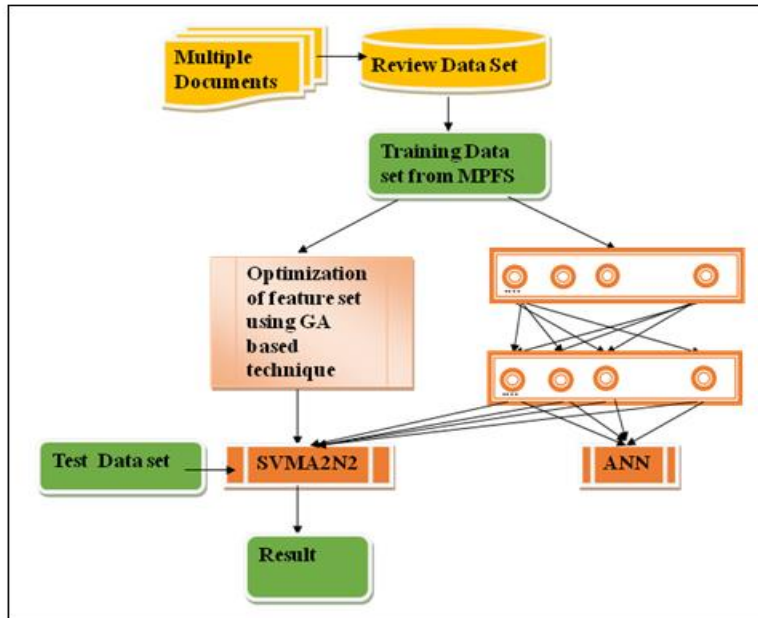 Multiple
Documents
Review Data Set
Training Data
set from MPFS
Optimization
of feature set
using GA
based
technique
Test Data set
SVMA2N2
ANN
Result